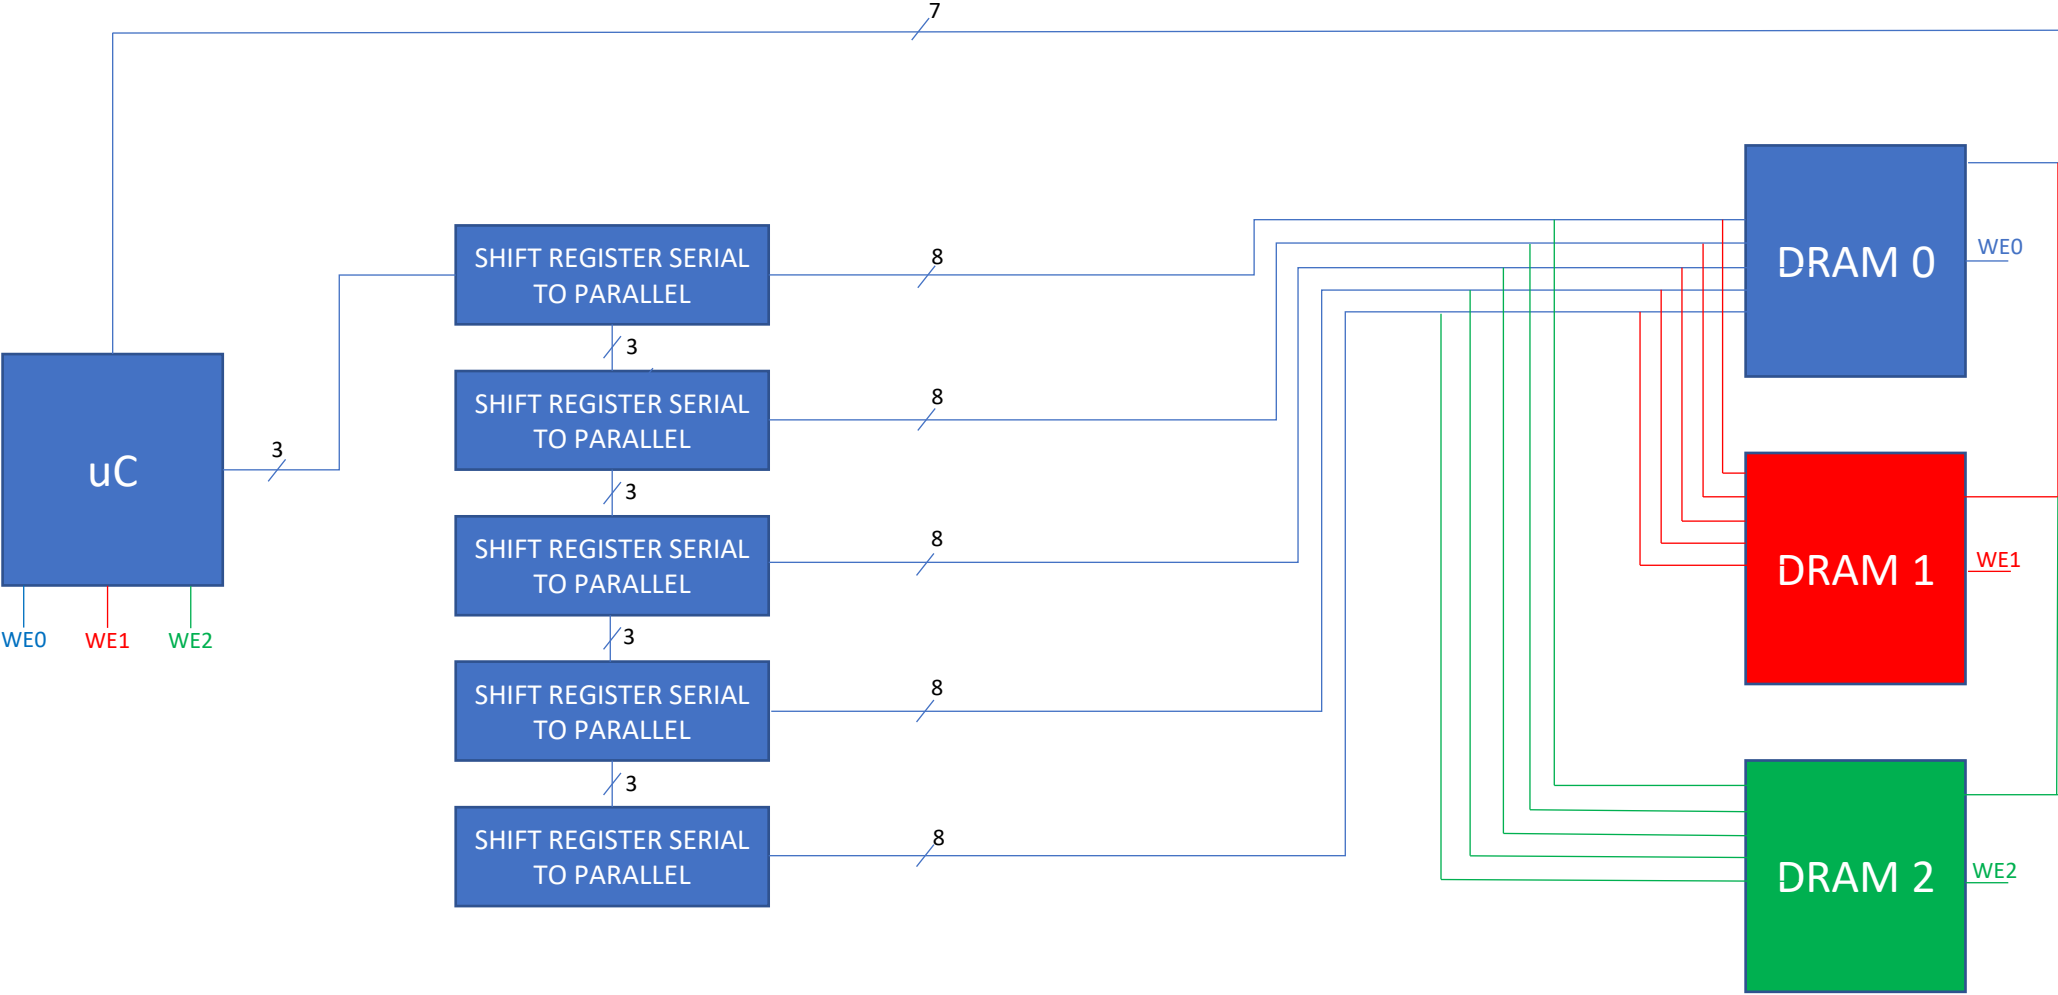 7
SHIFT REGISTER SERIAL
TO PARALLEL
8
DRAM 0
WE0
3
SHIFT REGISTER SERIAL
TO PARALLEL
8
uC
3
3
SHIFT REGISTER SERIAL
TO PARALLEL
8
DRAM 1
WE1
WE0
WE1
WE2
3
SHIFT REGISTER SERIAL
TO PARALLEL
8
3
SHIFT REGISTER SERIAL
TO PARALLEL
8
DRAM 2
WE2